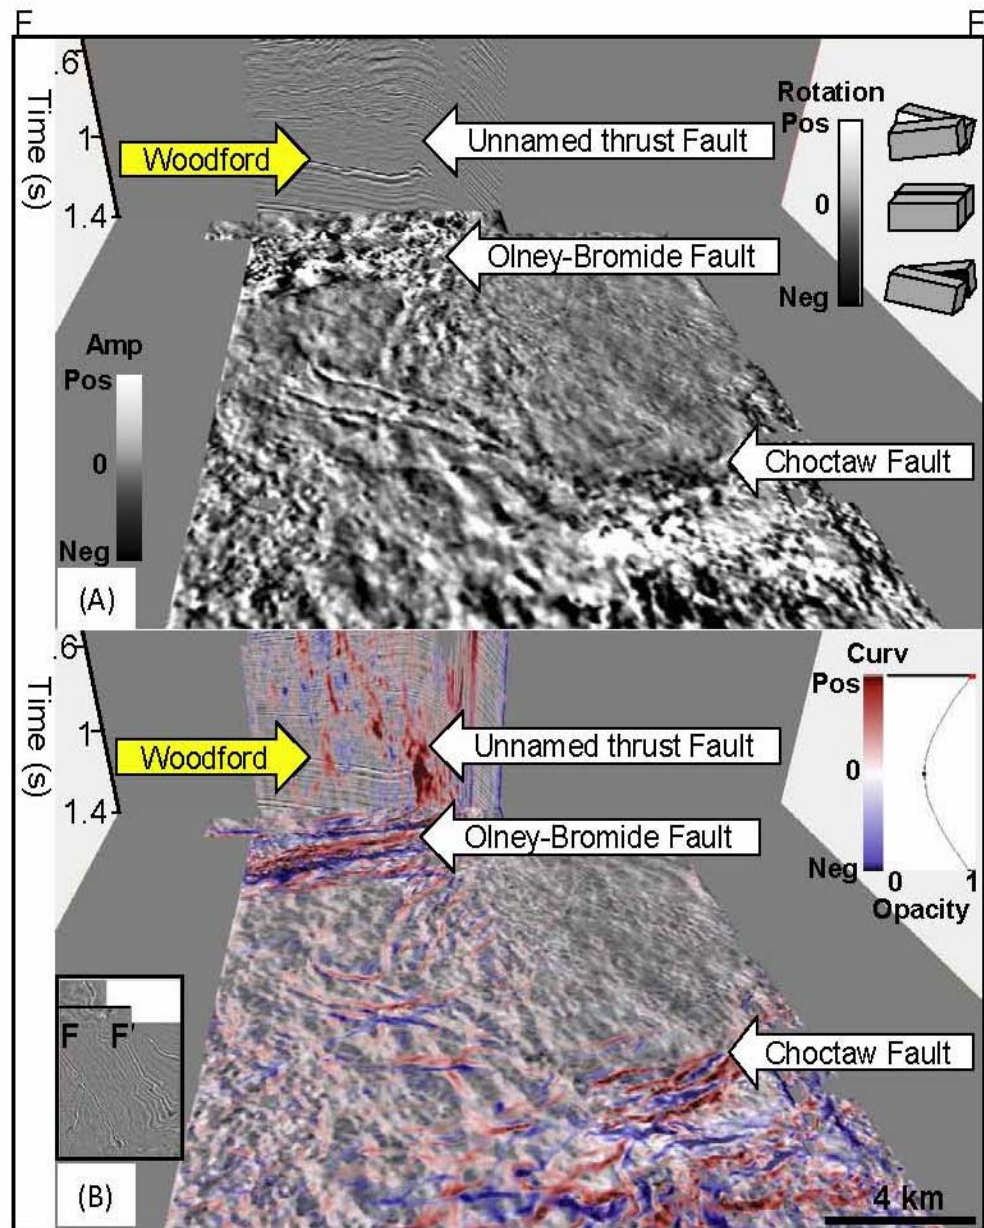 F
F
.6
1
1.4
Time (s)
Woodford
Unnamed thrust Fault
Olney-Bromide Fault
Choctaw Fault
Rotation
Pos
0
Neg
Amp
Pos
0
Neg
(A)
.6
1
1.4
Time (s)
Woodford
Unnamed thrust Fault
Olney-Bromide Fault
Choctaw Fault
Curv
Pos
0
Neg
0 1
Opacity
F F'
(B)
4 km